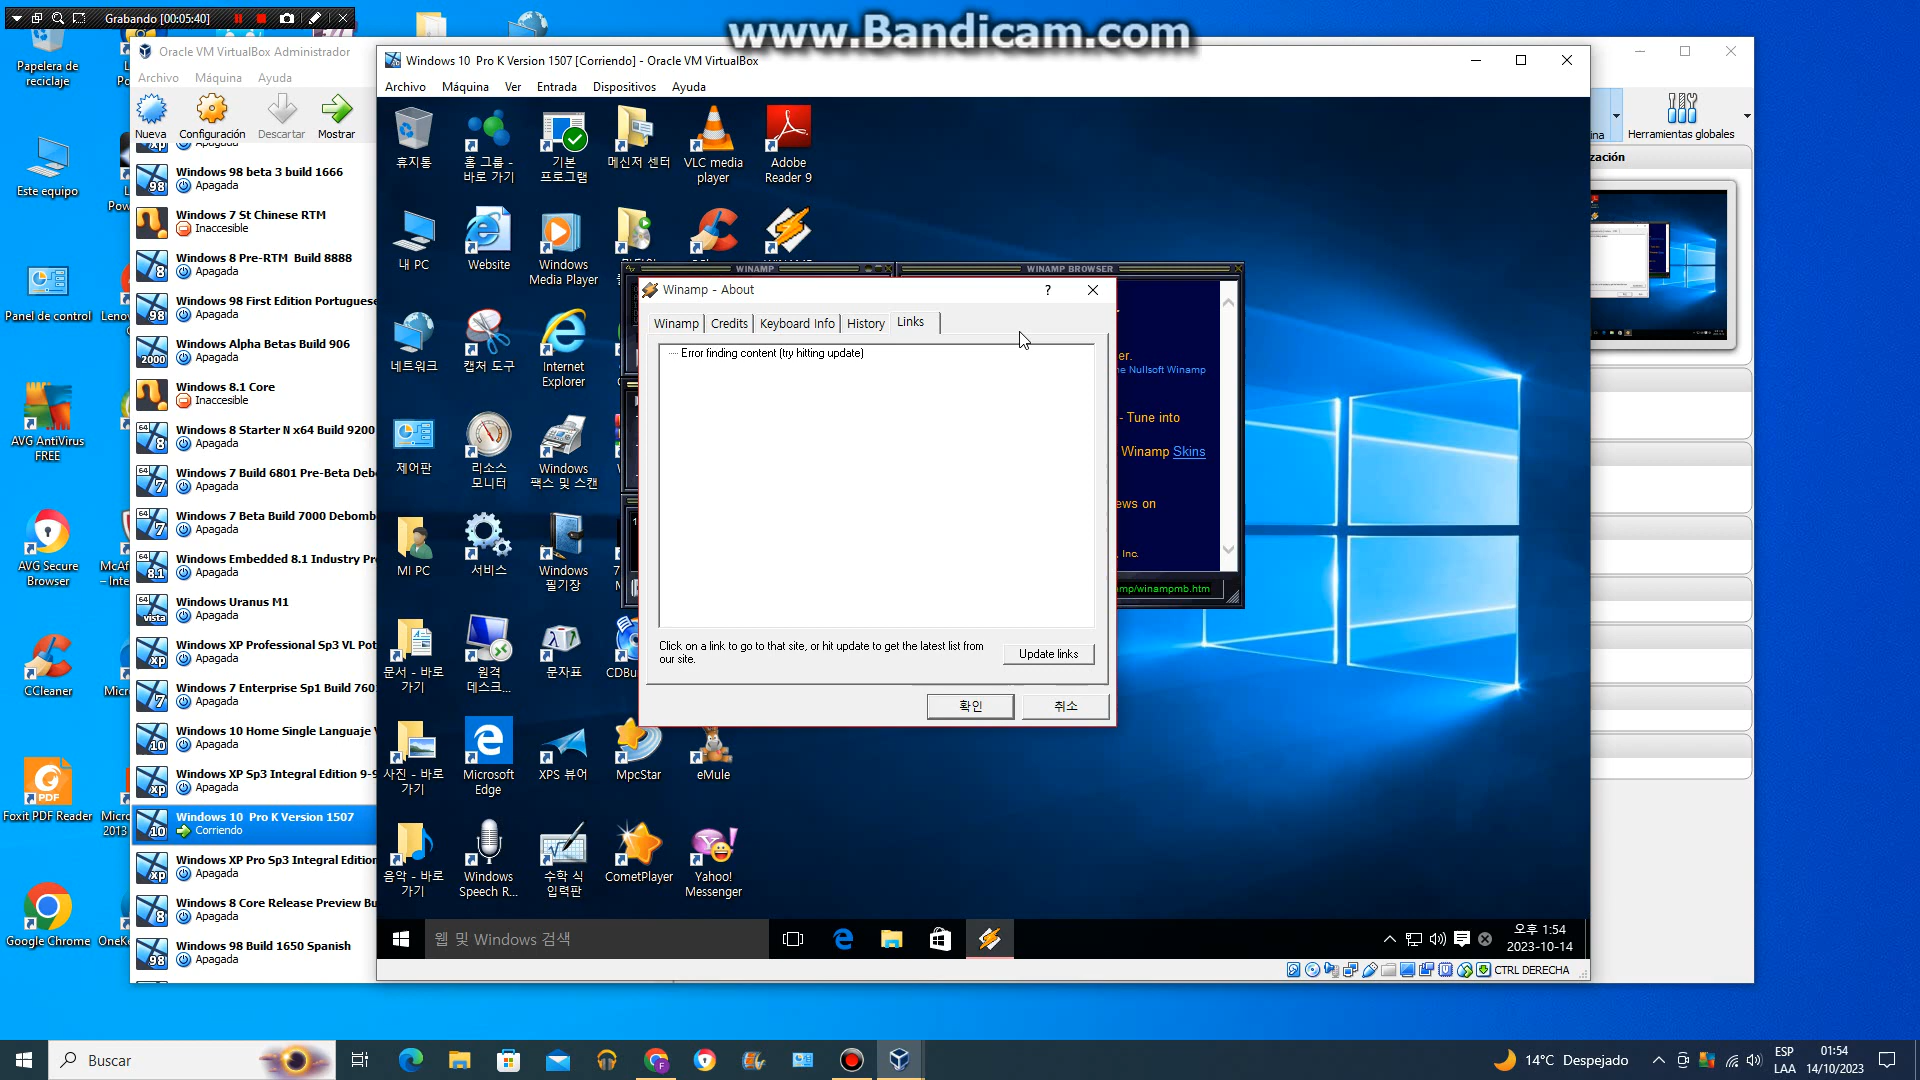 Grabando [00:05:40]
www.Bandicam.com
Papelera de
reciclaje
Este equipo
Panel de control
AVG AntiVirus
FREE
AVG Secure
Browser
CCleaner
Foxit PDF Reader
Google Chrome
Oracle VM VirtualBox Administrador
Archivo
Máquina
Ayuda
Nueva
Configuración
Descartar
Mostrar
Apagada
Windows 98 beta 3 build 1666
Apagada
Windows 7 St Chinese RTM
Inaccesible
Windows 8 Pre-RTM Build 8888
Apagada
Windows 98 First Edition Portuguese
Apagada
Windows Alpha Betas Build 906
Apagada
Windows 8.1 Core
Inaccesible
Windows 8 Starter N x64 Build 9200
Apagada
Windows 7 Build 6801 Pre-Beta Deb
Apagada
Windows 7 Beta Build 7000 Debomb
Apagada
Windows Embedded 8.1 Industry Pr
Apagada
Windows Uranus M1
Apagada
Windows XP Professional Sp3 VL Pot
Apagada
Windows 7 Enterprise Sp1 Build 760
Apagada
Windows 10 Home Single Languaje
Apagada
Windows XP Sp3 Integral Edition 9-9
Apagada
Windows 10 Pro K Version 1507
Corriendo
Windows XP Pro Sp3 Integral Edition
Apagada
Windows 8 Core Release Preview Bu
Apagada
Windows 98 Build 1650 Spanish
Apagada
Herramientas globales
Windows 10 Pro K Version 1507 [Corriendo] - Oracle VM VirtualBox
Archivo
Máquina
Ver
Entrada
Dispositivos
Ayuda
휴지통
홈 그룹 -
바로 가기
기본
프로그램
메신저 센터
VLC media
player
Adobe
Reader 9
내 PC
Website
Windows
Media Player
네트워크
캡처 도구
Internet
Explorer
제어판
리소스
모니터
Windows
팩스 및 스캔
MI PC
서비스
Windows
필기장
문서 - 바로
가기
원격
데스크...
문자표
사진 - 바로
가기
Microsoft
Edge
XPS 뷰어
MpcStar
eMule
음악 - 바로
가기
Windows
Speech R...
수학 식
입력판
CometPlayer
Yahoo!
Messenger
WINAMP
WINAMP BROWSER
er.
he Nullsoft Winamp
- Tune into
Winamp Skins
ews on
Inc.
mp/winampmb.htm
Winamp - About
?
Winamp
Credits
Keyboard Info
History
Links
Error finding content (try hitting update)
Click on a link to go to that site, or hit update to get the latest list from
our site.
Update links
확인
취소
웹 및 Windows 검색
오후 1:54
2023-10-14
CTRL DERECHA
Buscar
14°C Despejado
ESP
LAA
01:54
14/10/2023